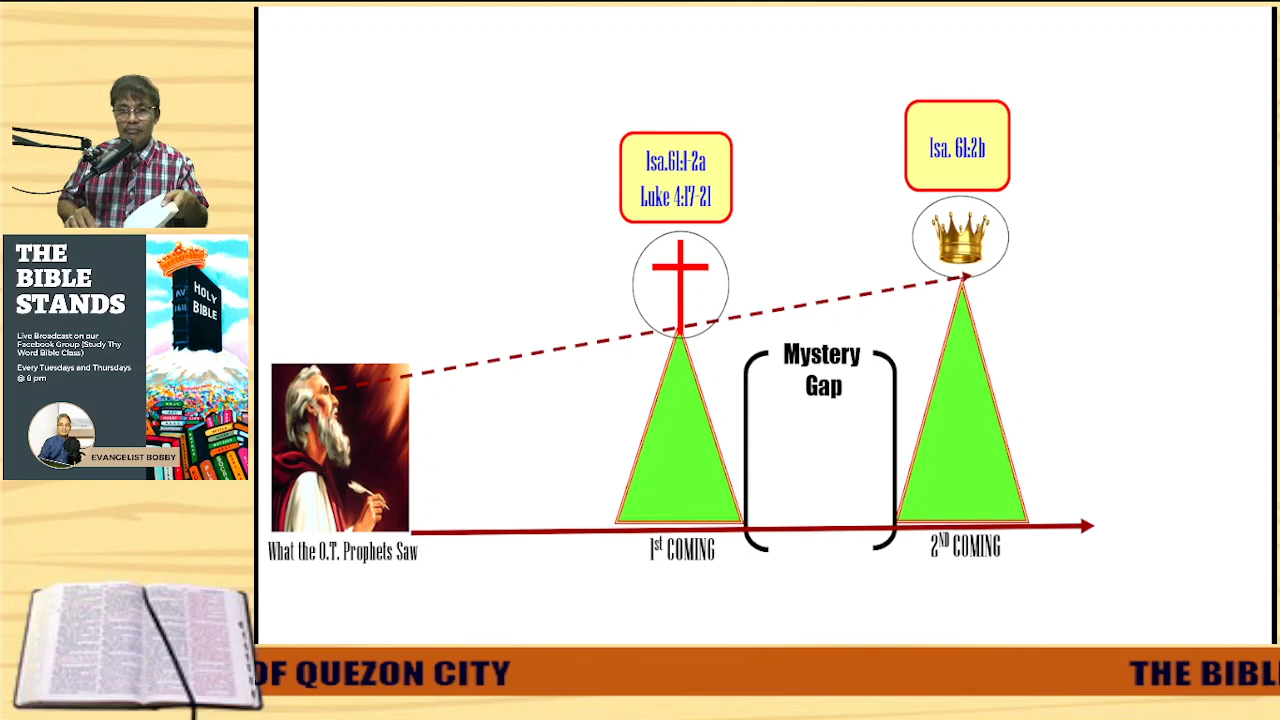 THE
BIBLE
STANDS
Live Broadcast on our
Facebook Group (Study Thy
Word Bible Class)
Every Tuesdays and Thursdays
@ 8 pm
EVANGELIST BOBBY
AV
1611
HOLY
BIBLE
Isa.61:1-2a
Luke 4:17-21
Isa. 61:2b
Mystery
Gap
What the O.T. Prophets Saw
1st COMING
2ND COMING
OF QUEZON CITY
THE BIBL